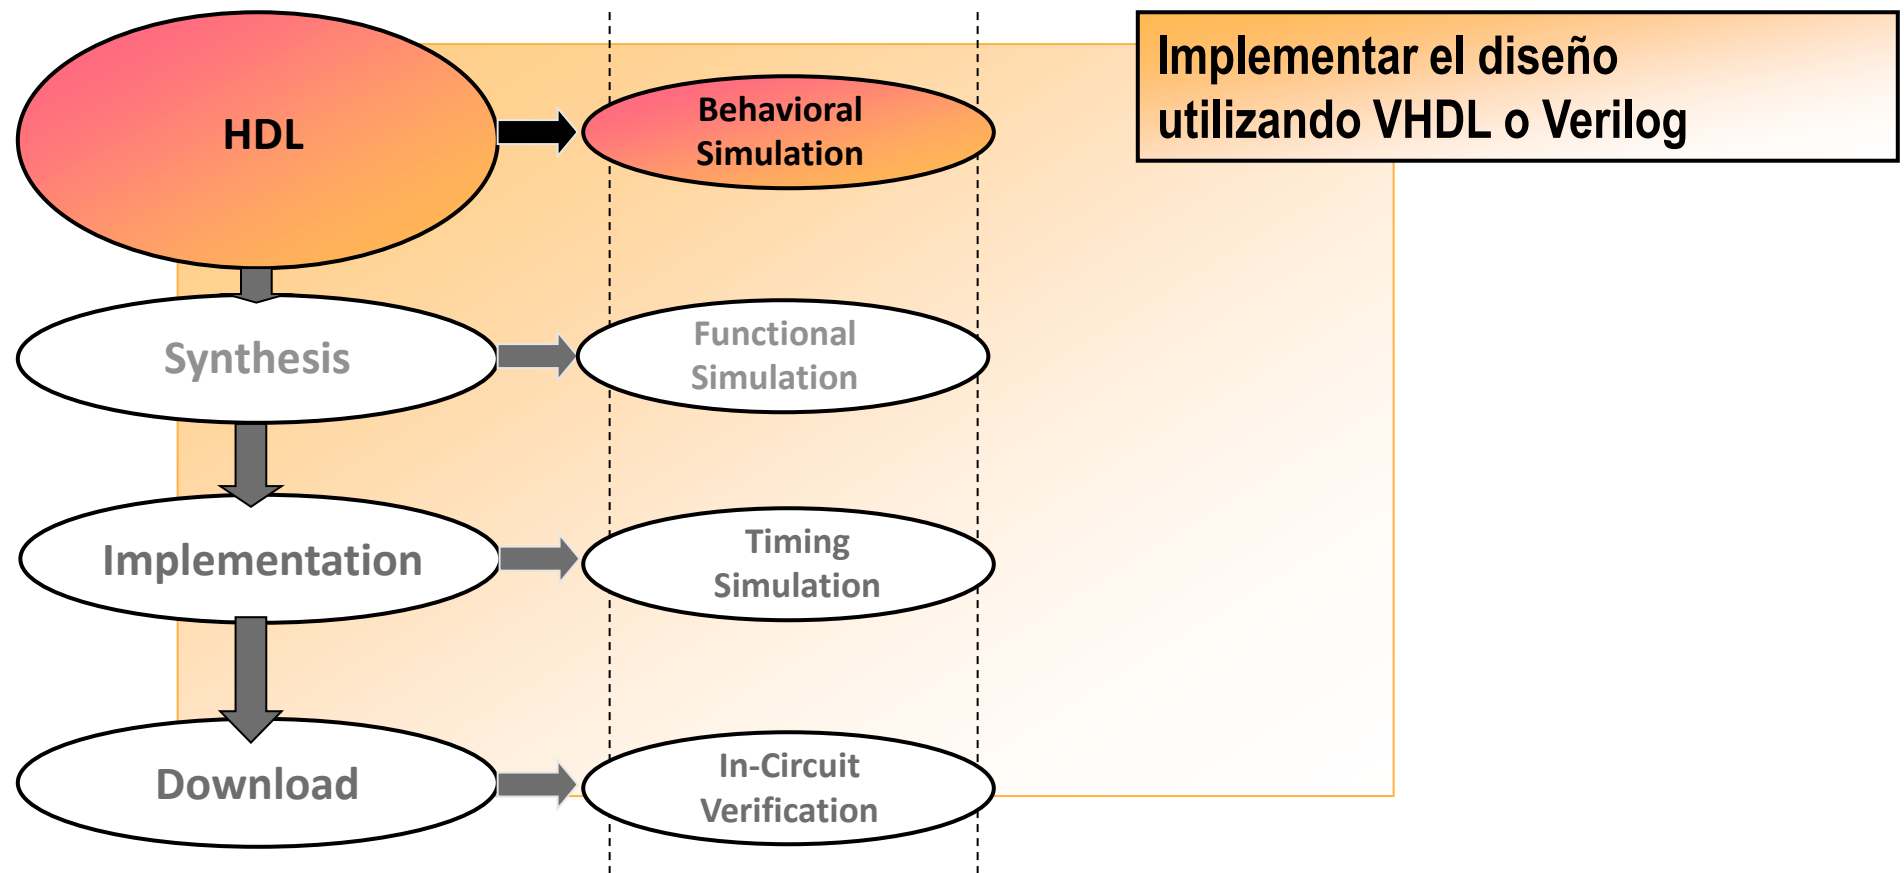 HDL
Behavioral
Simulation
Implementar el diseño
utilizando VHDL o Verilog
Synthesis
Functional
Simulation
Implementation
Timing
Simulation
Download
In-Circuit
Verification